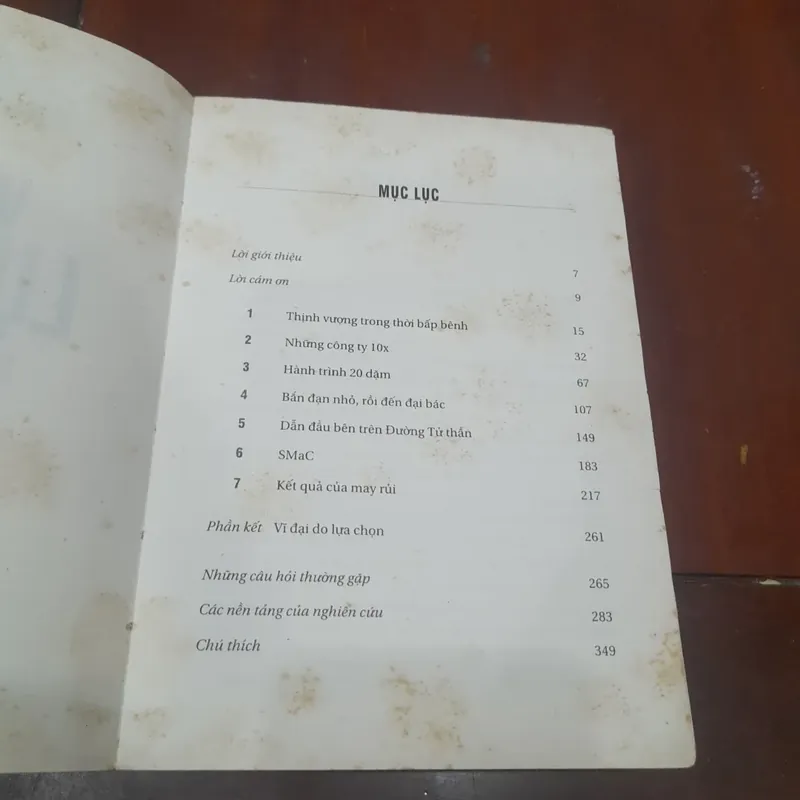 MỤC LỤC
Lời giới thiệu 7
Lời cảm ơn 9
1 Thịnh vượng trong thời bấp bênh 15
2 Những công ty 10x 32
3 Hành trình 20 dặm 67
4 Bắn đạn nhỏ, rồi đến đại bác 107
5 Dẫn đầu bên trên Đường Tử thần 149
6 SMaC 183
7 Kết quả của may rủi 217
Phần kết Vĩ đại do lựa chọn 261
Những câu hỏi thường gặp 265
Các nền tảng của nghiên cứu 283
Chú thích 349